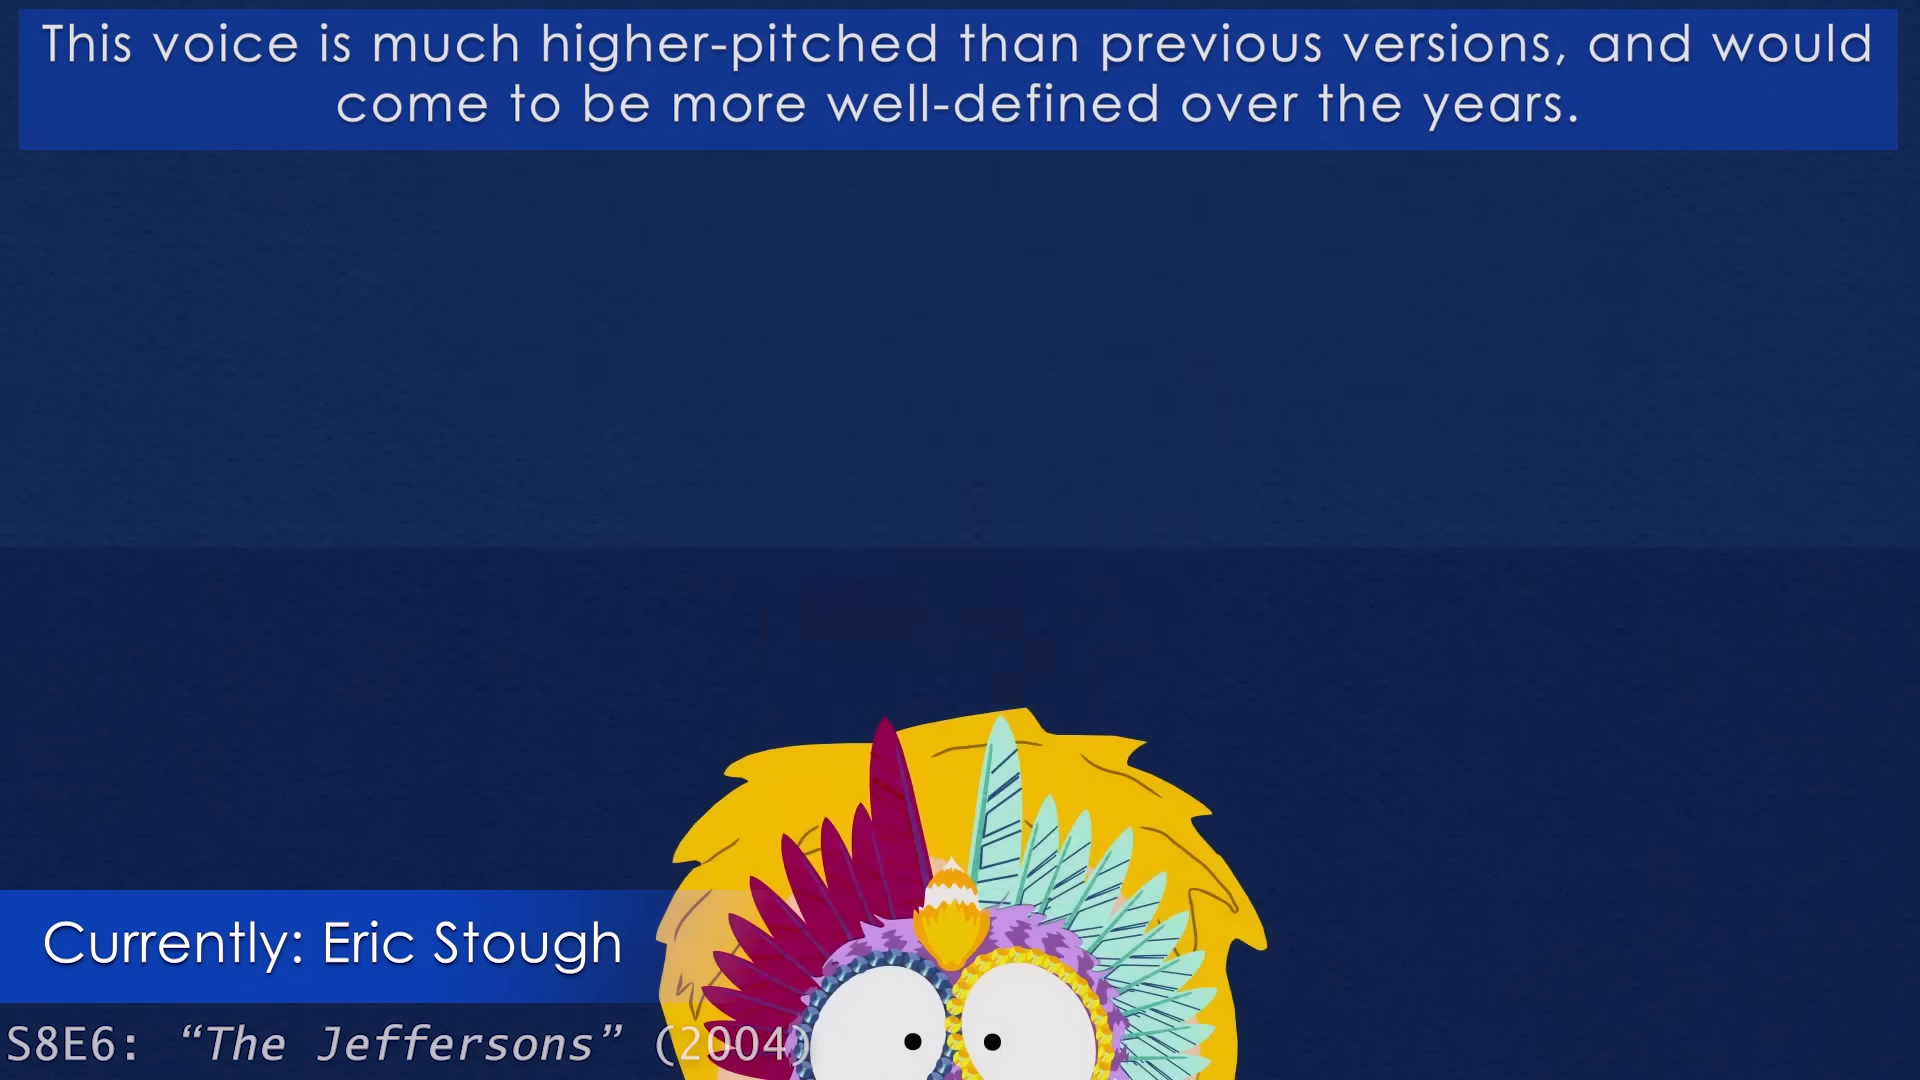 This voice is much higher-pitched than previous versions, and would
come to be more well-defined over the years.
Currently: Eric Stough
S8E6: “The Jeffersons” (2004)